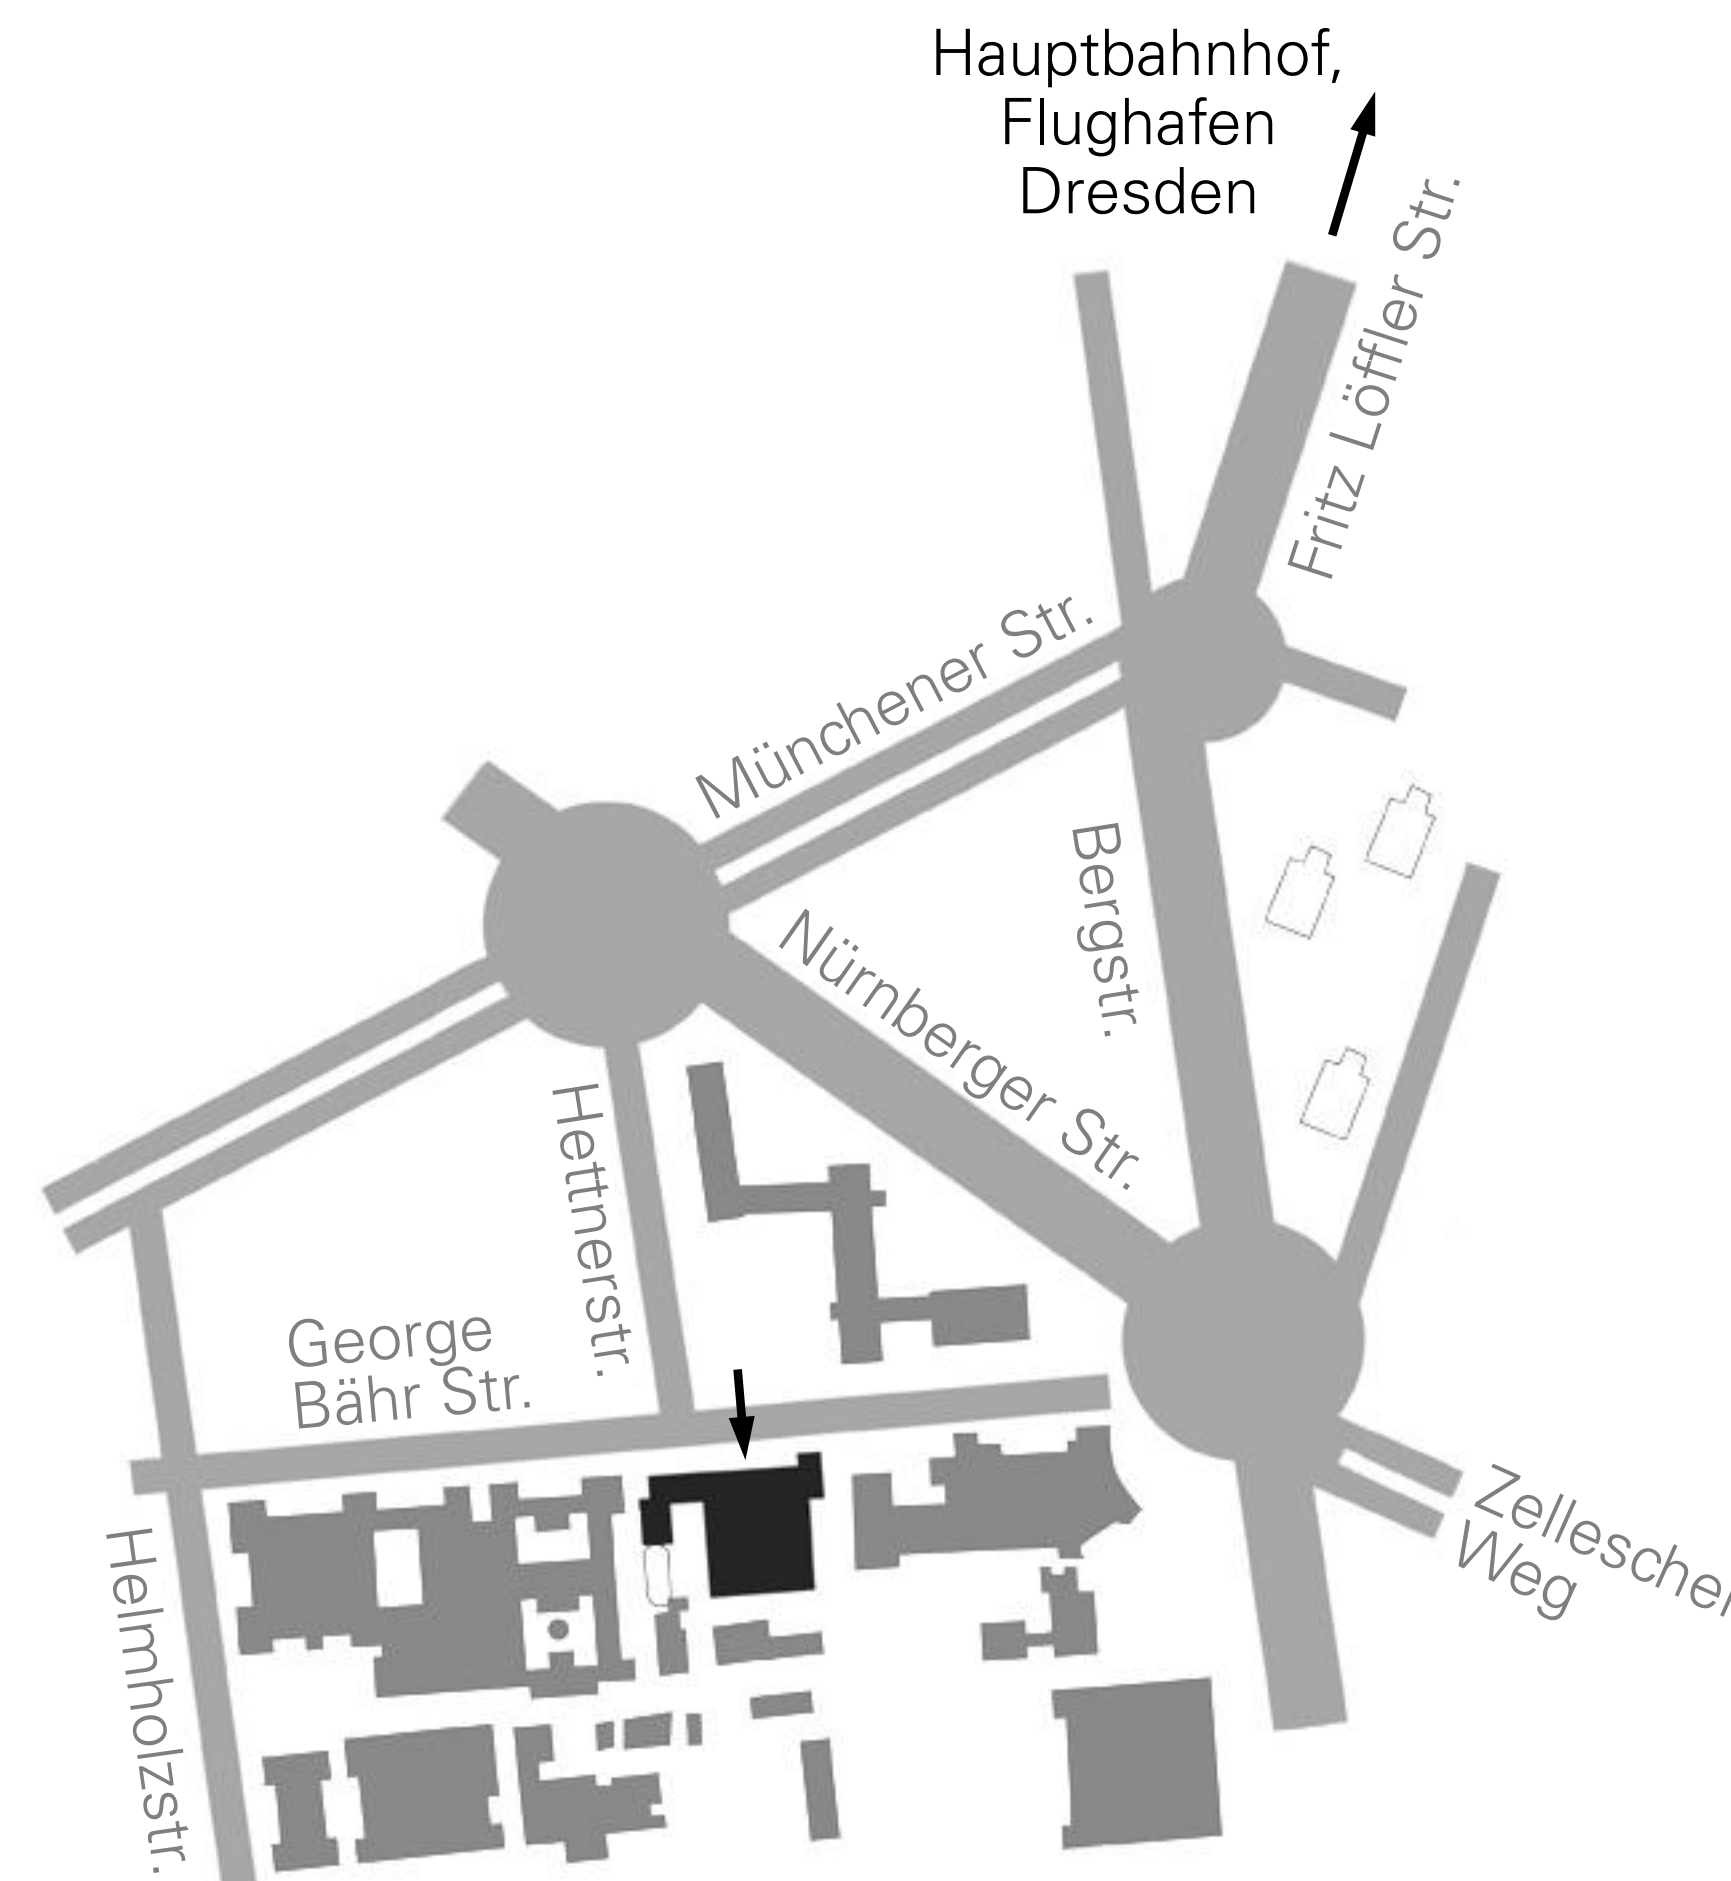 Hauptbahnhof,
Flughafen
Dresden
Fritz Löffler Str.
Münchener Str.
Bergstr.
Nürnberger Str.
Hettnerstr.
George
Bähr Str.
Zellescher
Weg
Helmholzstr.